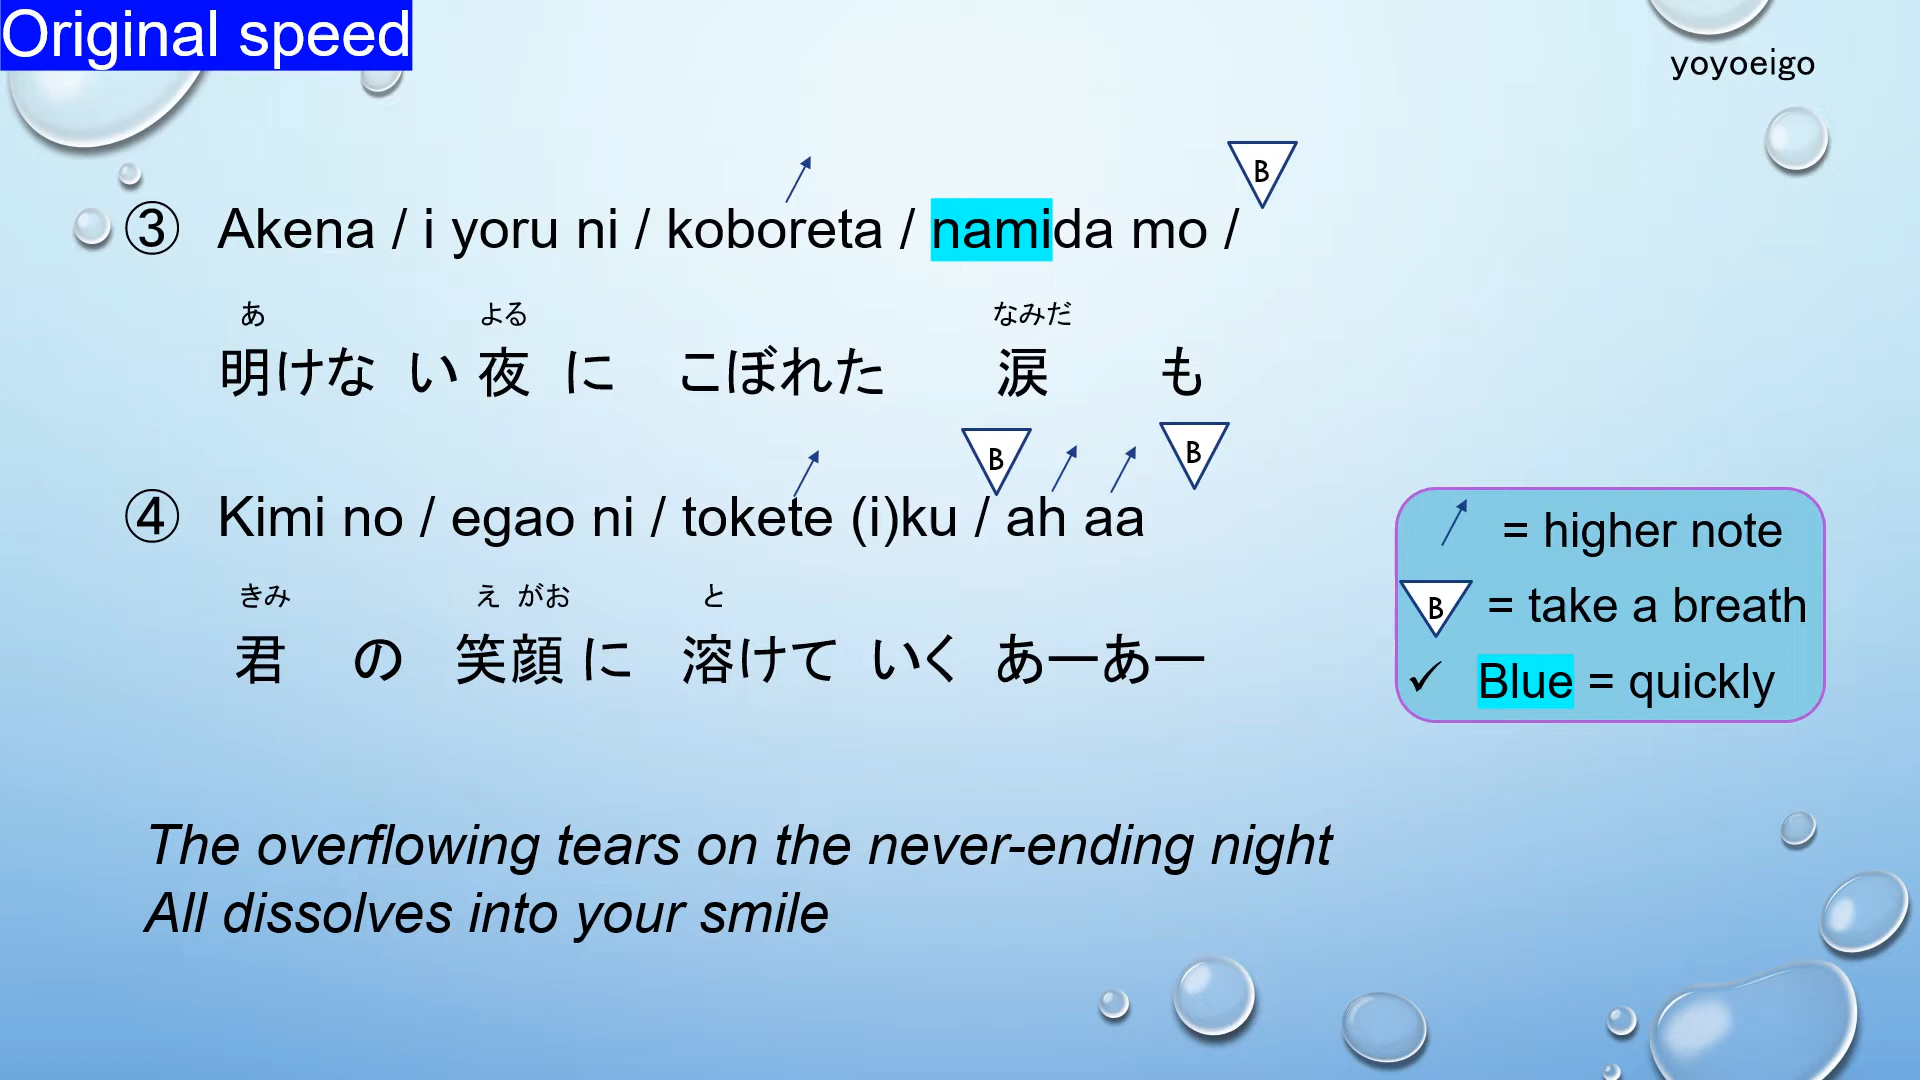 Original speed
yoyoeigo
B
③ Akena / i yoru ni / koboreta / namida mo /
あ よる なみだ
明けな い 夜 に こぼれた 涙 も
B B
④ Kimi no / egao ni / tokete (i)ku / ah aa
きみ え がお と
君 の 笑顔 に 溶けて いく あーあー
= higher note
B = take a breath
✓ Blue = quickly
The overflowing tears on the never-ending night
All dissolves into your smile